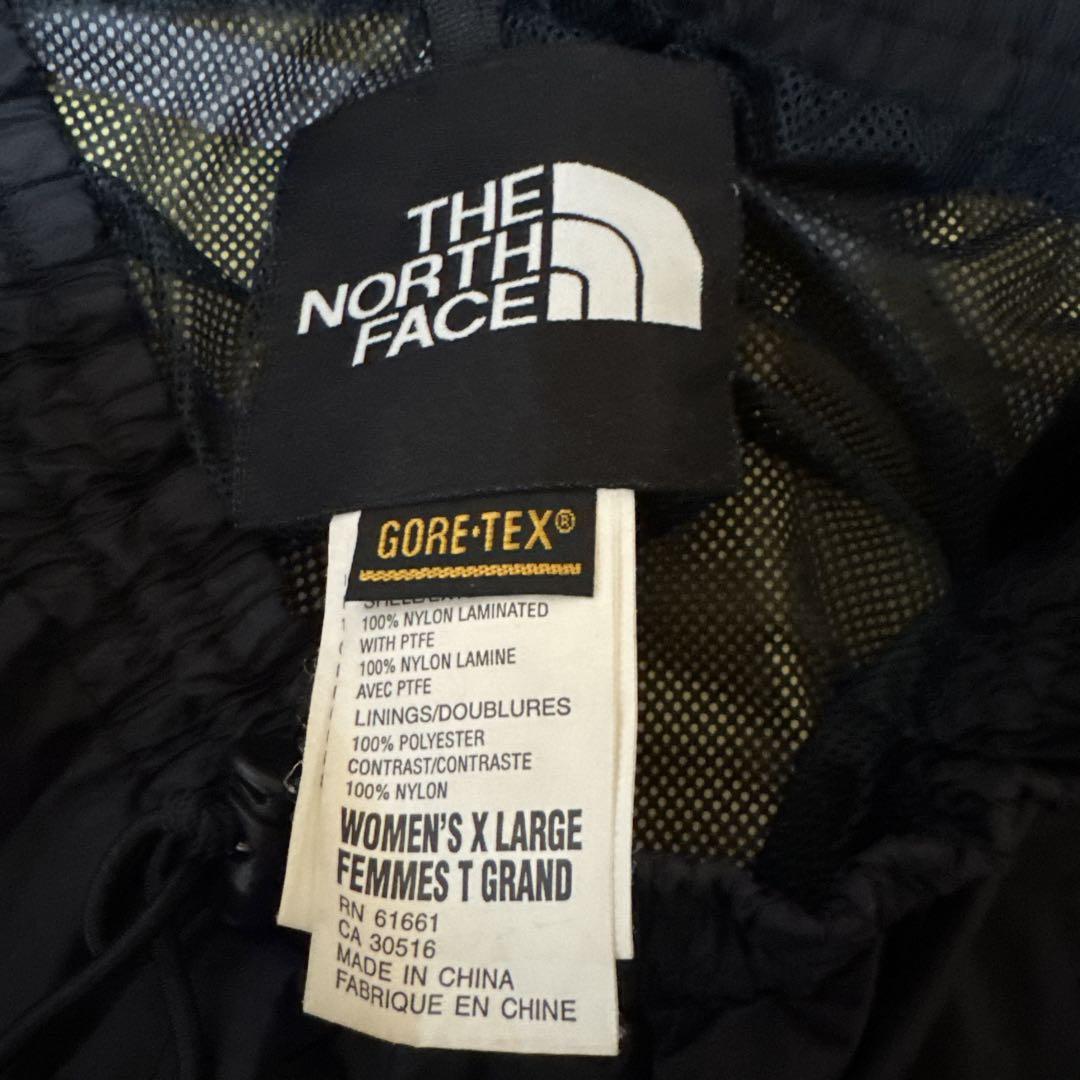 THE
NORTH
FACE
GORE-TEX®
100% NYLON LAMINATED
WITH PTFE
100% NYLON LAMINE
AVEC PTFE
LININGS/DOUBLURES
100% POLYESTER
CONTRAST/CONTRASTE
100% NYLON
WOMEN'S X LARGE
FEMMES T GRAND
RN 61661
CA 30516
MADE IN CHINA
FABRIQUE EN CHINE